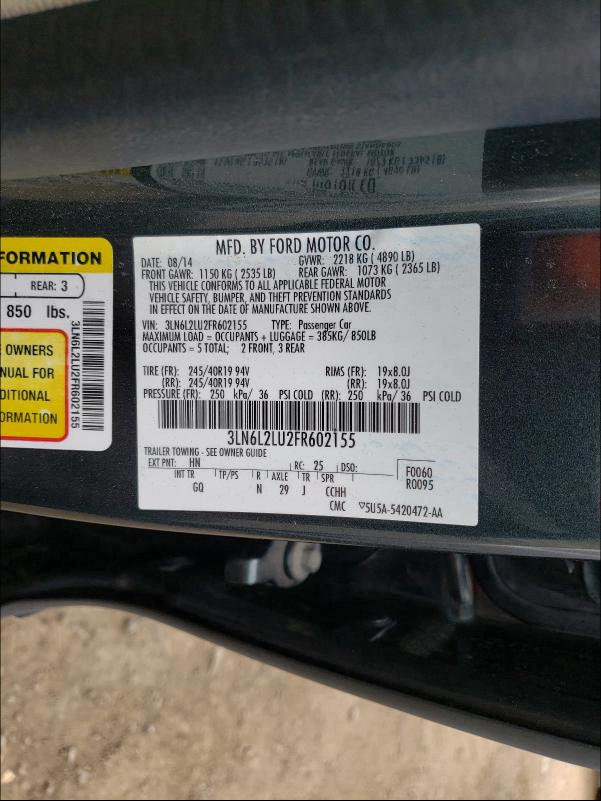 FORMATION
REAR: 3
850 lbs.
E OWNERS
ANUAL FOR
DITIONAL
ORMATION
3LN6L2LU2FR602155
MFD. BY FORD MOTOR CO.
DATE: 08/14 GVWR: 2218 KG ( 4890 LB)
FRONT GAWR: 1150 KG ( 2535 LB) REAR GAWR: 1073 KG ( 2365 LB)
THIS VEHICLE CONFORMS TO ALL APPLICABLE FEDERAL MOTOR
VEHICLE SAFETY, BUMPER, AND THEFT PREVENTION STANDARDS
IN EFFECT ON THE DATE OF MANUFACTURE SHOWN ABOVE.
VIN: 3LN6L2LU2FR602155 TYPE: Passenger Car
MAXIMUM LOAD = OCCUPANTS + LUGGAGE = 385KG/ 850LB
OCCUPANTS = 5 TOTAL; 2 FRONT, 3 REAR
TIRE (FR): 245/40R19 94V RIMS (FR): 19x8.0J
(RR): 245/40R19 94V (RR): 19x8.0J
PRESSURE (FR): 250 kPa/ 36 PSI COLD (RR): 250 kPa/ 36 PSI COLD
3LN6L2LU2FR602155
TRAILER TOWING - SEE OWNER GUIDE
EXT PNT: HN RC: 25 DSO: F0060
INT TR TP/PS R AXLE TR SPR R0095
GQ N 29 J CCHH
CMC ▽5U5A-5420472-AA